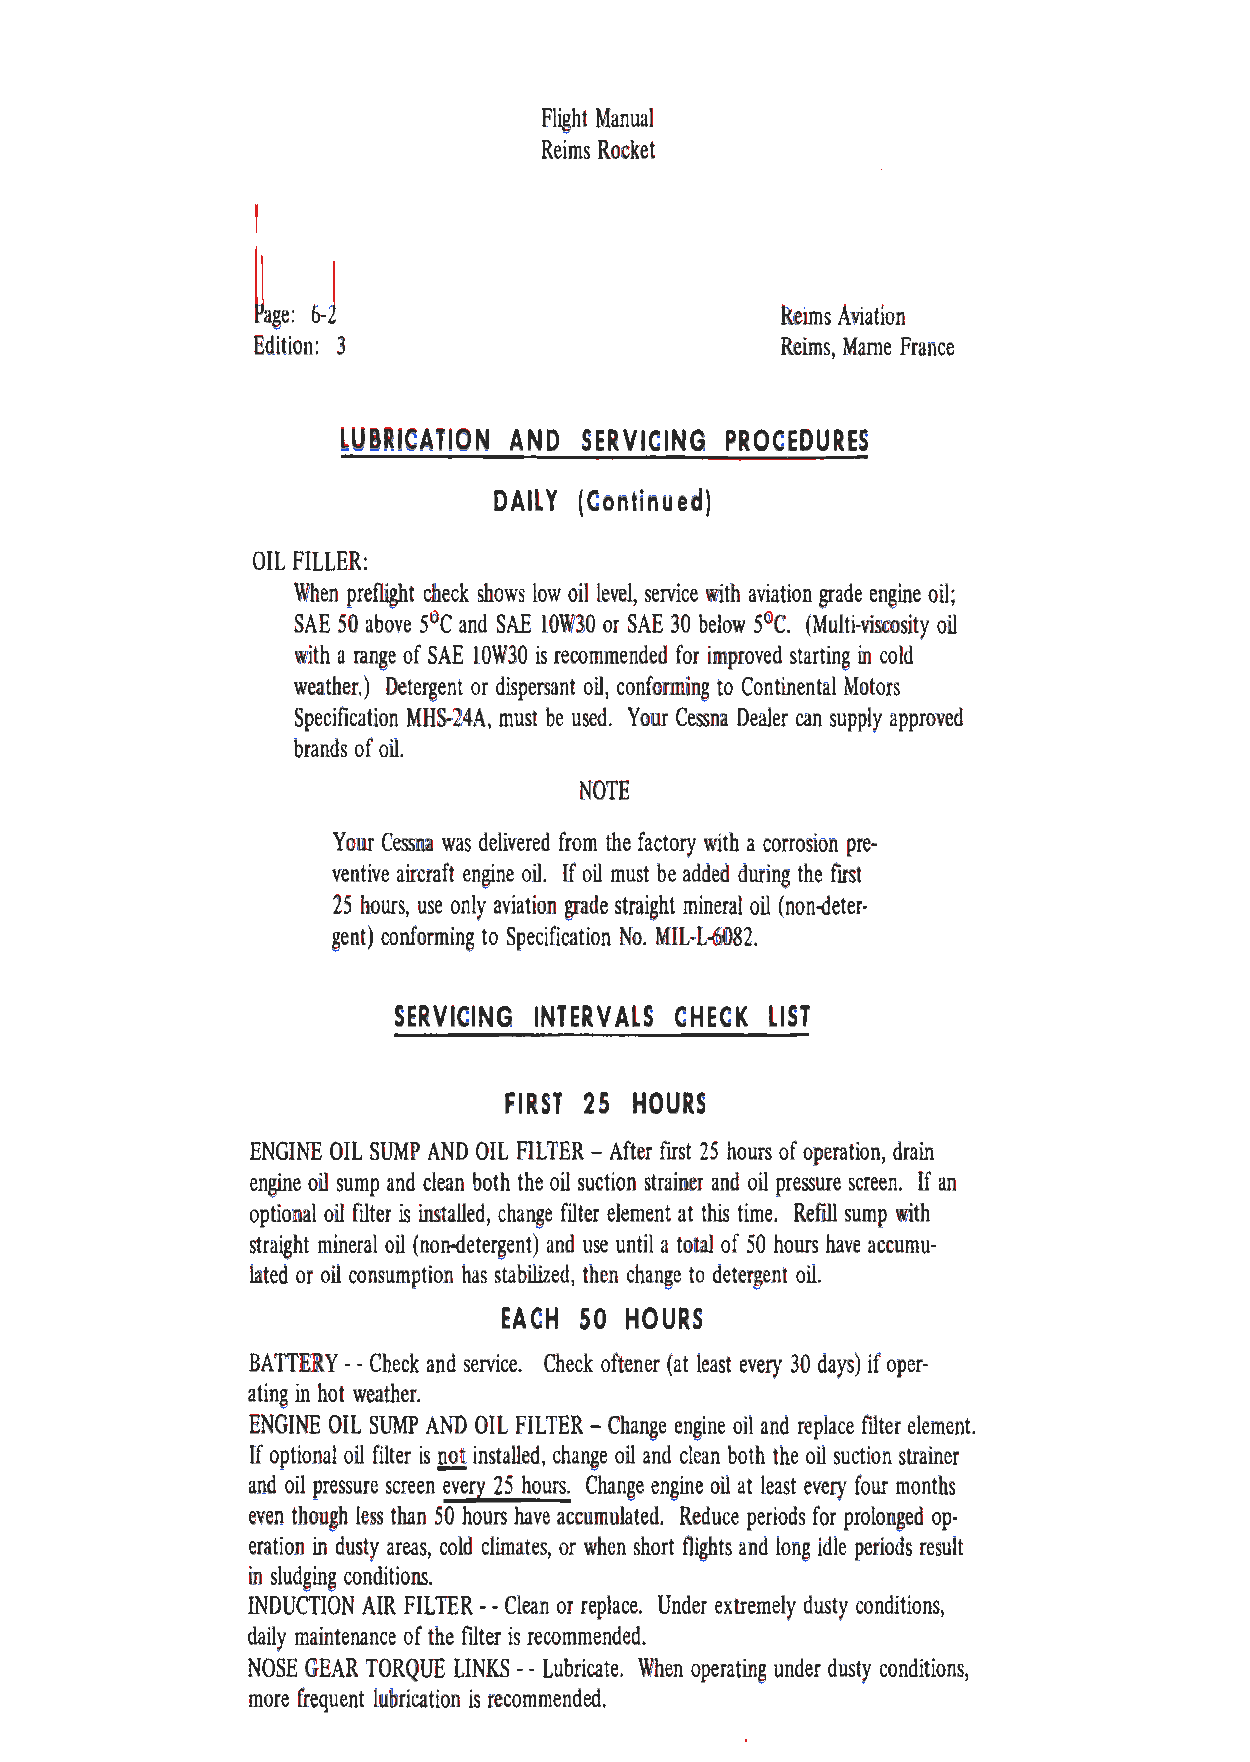 Flight Manual
Reims Rocket
Page: 6-2
Reims Aviation
Edition: 3
Reims, Marne France
LUBRICATION AND SERVICING PROCEDURES
DAILY (Continued)
OIL FILLER:
When preflight check shows low oil level, service with aviation grade engine oil;
SAE 50 above 5°C and SAE 10W30 or SAE 30 below 5°C. (Multi-viscosity oil
with a range of SAE 10W30 is recommended for improved starting in cold
weather.) Detergent or dispersant oil, conforming to Continental Motors
Specification MHS-24A, must be used. Your Cessna Dealer can supply approved
brands of oil.
NOTE
Your Cessna was delivered from the factory with a corrosion pre-
ventive aircraft engine oil. If oil must be added during the first
25 hours, use only aviation grade straight mineral oil (non-deter-
gent) conforming to Specification No. MIL-L-6082.
SERVICING INTERVALS CHECK LIST
FIRST 25 HOURS
ENGINE OIL SUMP AND OIL FILTER – After first 25 hours of operation, drain
engine oil sump and clean both the oil suction strainer and oil pressure screen. If an
optional oil filter is installed, change filter element at this time. Refill sump with
straight mineral oil (non-detergent) and use until a total of 50 hours have accumu-
lated or oil consumption has stabilized, then change to detergent oil.
EACH 50 HOURS
BATTERY - - Check and service. Check oftener (at least every 30 days) if oper-
ating in hot weather.
ENGINE OIL SUMP AND OIL FILTER – Change engine oil and replace filter element.
If optional oil filter is not installed, change oil and clean both the oil suction strainer
and oil pressure screen every 25 hours. Change engine oil at least every four months
even though less than 50 hours have accumulated. Reduce periods for prolonged op-
eration in dusty areas, cold climates, or when short flights and long idle periods result
in sludging conditions.
INDUCTION AIR FILTER - - Clean or replace. Under extremely dusty conditions,
daily maintenance of the filter is recommended.
NOSE GEAR TORQUE LINKS - - Lubricate. When operating under dusty conditions,
more frequent lubrication is recommended.